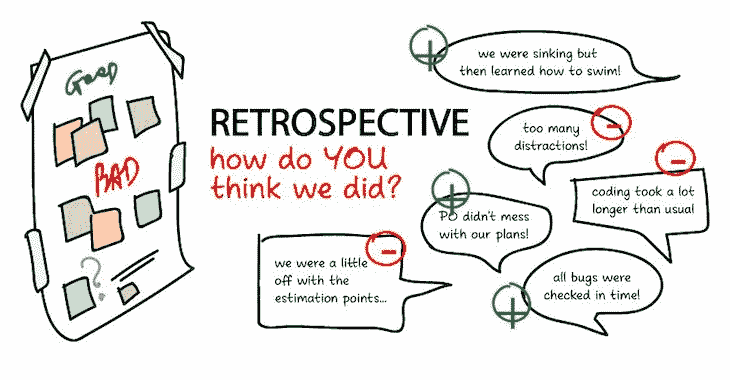 GooD
BAD
?
RETROSPECTIVE
how do YOU
think we did?
+
we were sinking but
then learned how to swim!
-
too many
distractions!
-
coding took a lot
longer than usual
+
PO didn't mess
with our plans!
-
we were a little
off with the
estimation points...
+
all bugs were
checked in time!